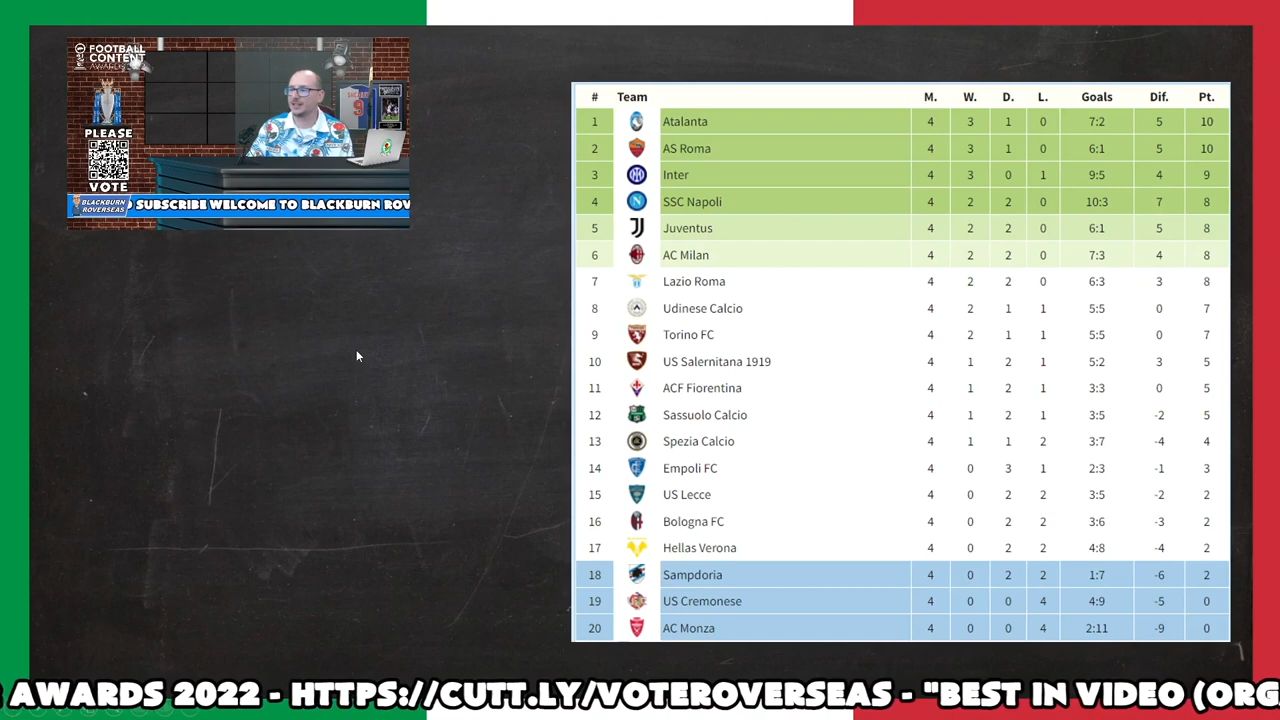 FOOTBALL
CONTENT
AWARDS
PLEASE
VOTE
9
BLACKBURN
ROVERSEAS
SUBSCRIBE WELCOME TO BLACKBURN ROV
# Team M. W. D. L. Goals Dif. Pt.
1 Atalanta 4 3 1 0 7:2 5 10
2 AS Roma 4 3 1 0 6:1 5 10
3 Inter 4 3 0 1 9:5 4 9
4 SSC Napoli 4 2 2 0 10:3 7 8
5 Juventus 4 2 2 0 6:1 5 8
6 AC Milan 4 2 2 0 7:3 4 8
7 Lazio Roma 4 2 2 0 6:3 3 8
8 Udinese Calcio 4 2 1 1 5:5 0 7
9 Torino FC 4 2 1 1 5:5 0 7
10 US Salernitana 1919 4 1 2 1 5:2 3 5
11 ACF Fiorentina 4 1 2 1 3:3 0 5
12 Sassuolo Calcio 4 1 2 1 3:5 -2 5
13 Spezia Calcio 4 1 1 2 3:7 -4 4
14 Empoli FC 4 0 3 1 2:3 -1 3
15 US Lecce 4 0 2 2 3:5 -2 2
16 Bologna FC 4 0 2 2 3:6 -3 2
17 Hellas Verona 4 0 2 2 4:8 -4 2
18 Sampdoria 4 0 2 2 1:7 -6 2
19 US Cremonese 4 0 0 4 4:9 -5 0
20 AC Monza 4 0 0 4 2:11 -9 0
AWARDS 2022 - HTTPS://CUTT.LY/VOTEROVERSEAS - "BEST IN VIDEO (ORG